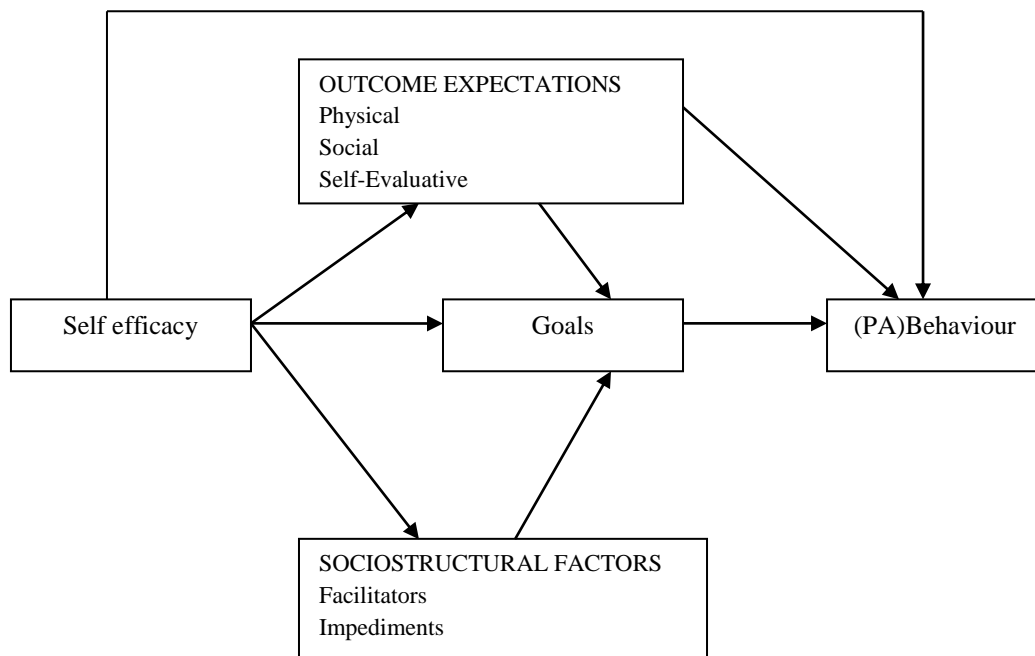 OUTCOME EXPECTATIONS
Physical
Social
Self-Evaluative
Self efficacy
Goals
(PA)Behaviour
SOCIOSTRUCTURAL FACTORS
Facilitators
Impediments